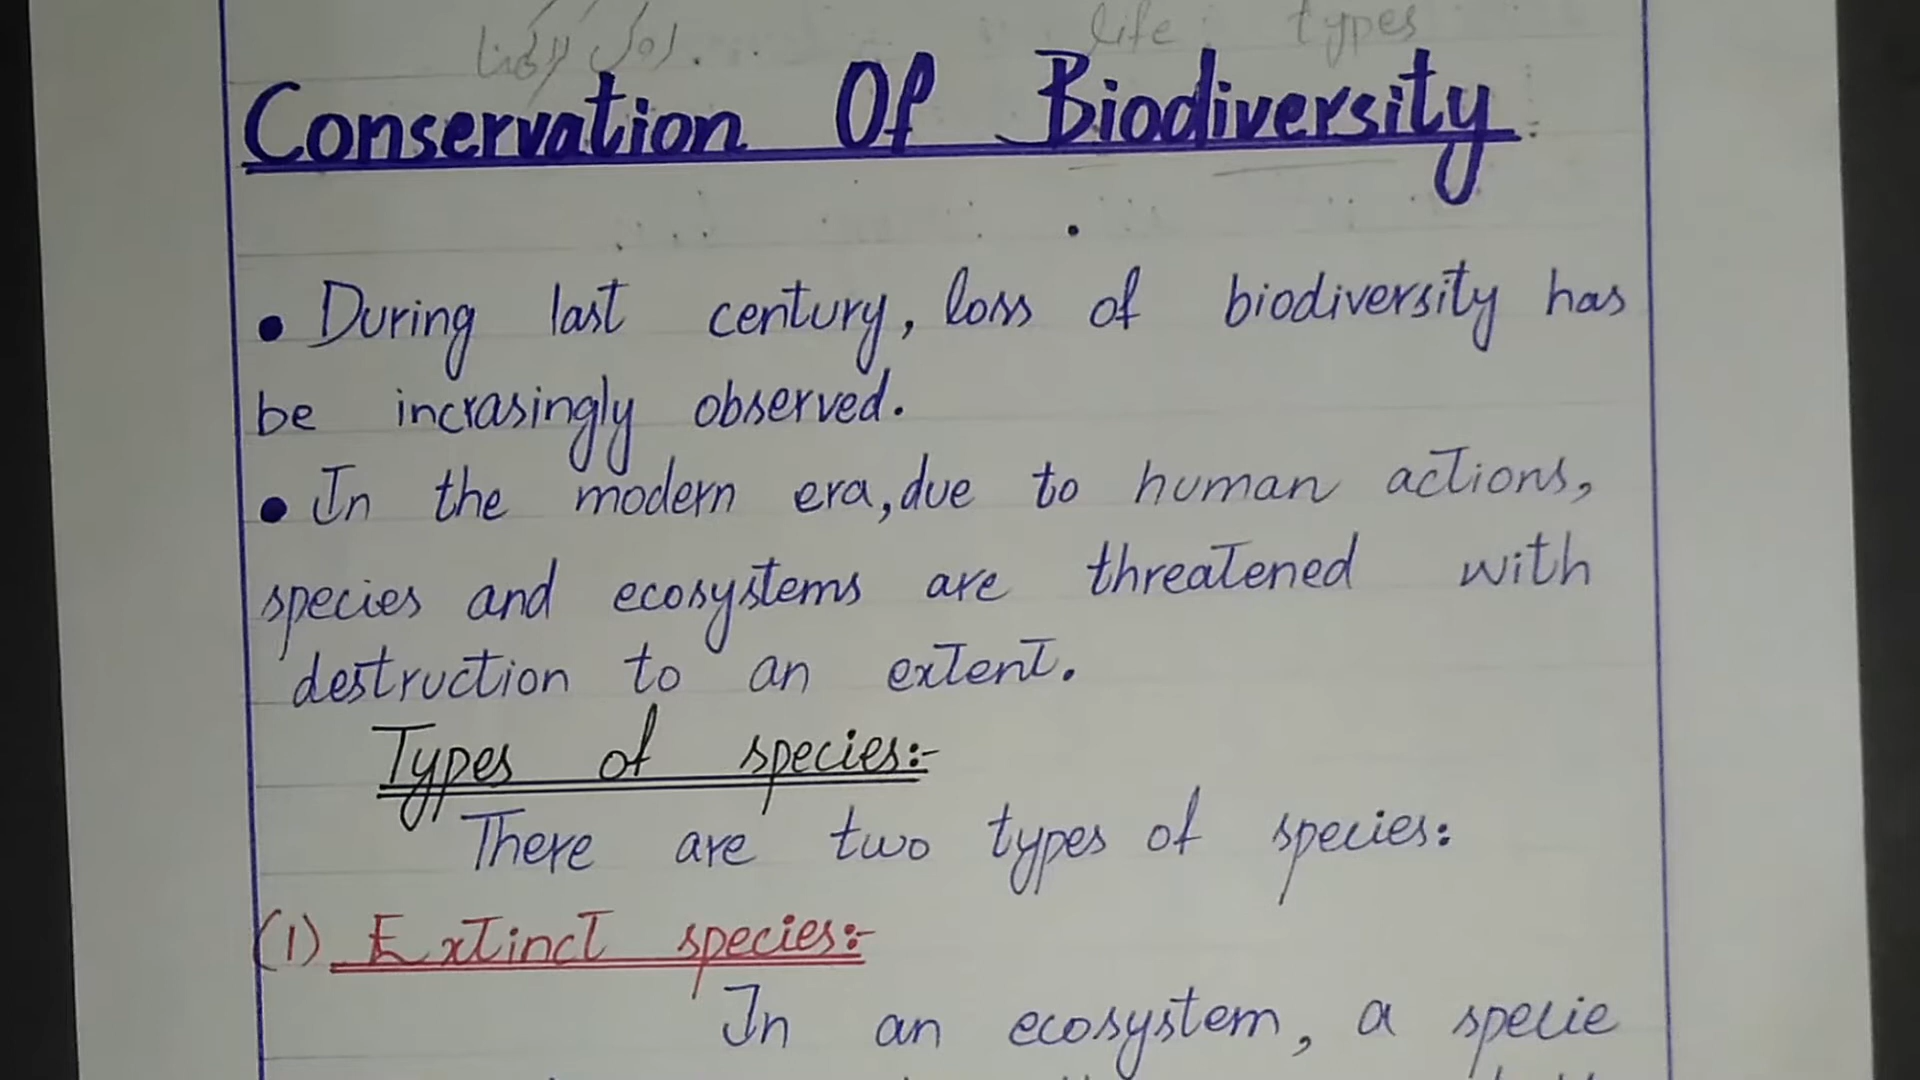 life types
Conservation Of Biodiversity
• During last century, loss of biodiversity has
be incrasingly observed.
• In the modern era, due to human actions,
species and ecosystems are threatened with
destruction to an extent.
Types of species:-
There are two types of species:
(1) Extinct species:-
In an ecosystem, a specie